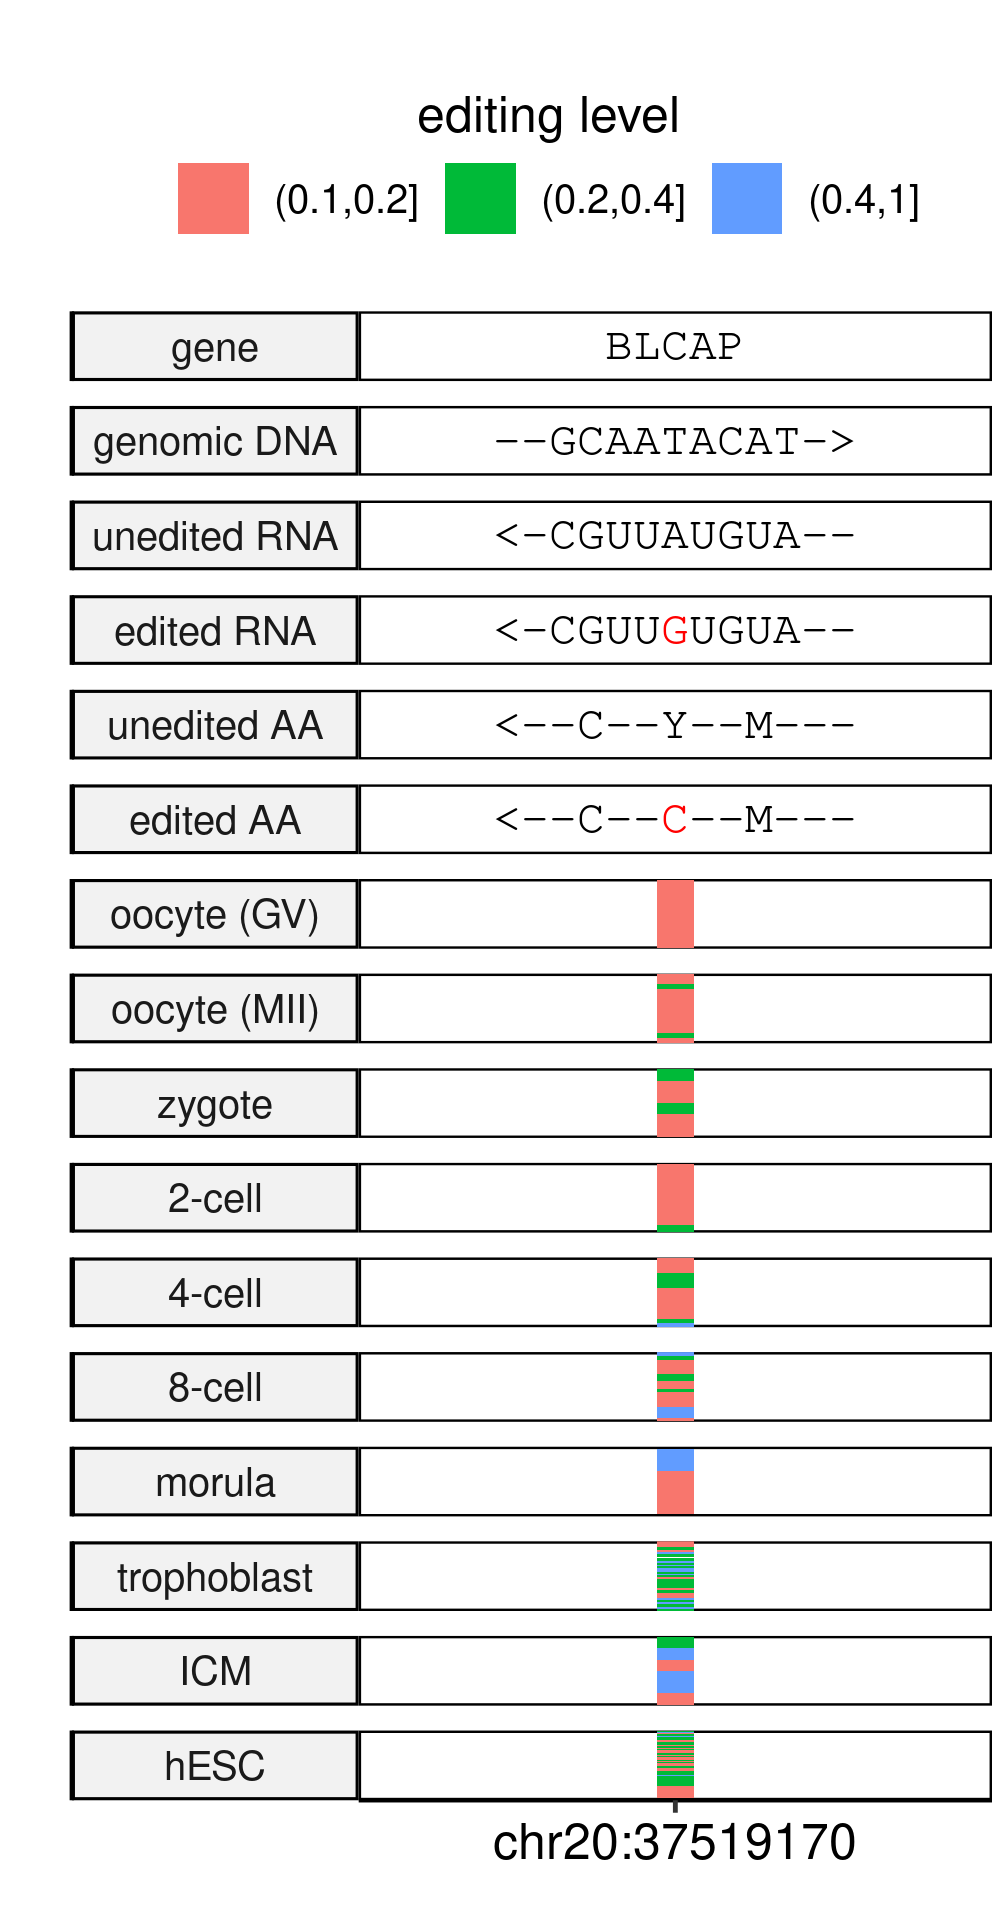 editing level
(0.1,0.2] (0.2,0.4] (0.4,1]
gene BLCAP
genomic DNA −−GCAATACAT−>
unedited RNA <−CGUUAUGUA−−
edited RNA <−CGUUGUGUA−−
unedited AA <−−C−−Y−−M−−−
edited AA <−−C−−C−−M−−−
oocyte (GV)
oocyte (MII)
zygote
2-cell
4-cell
8-cell
morula
trophoblast
ICM
hESC
chr20:37519170